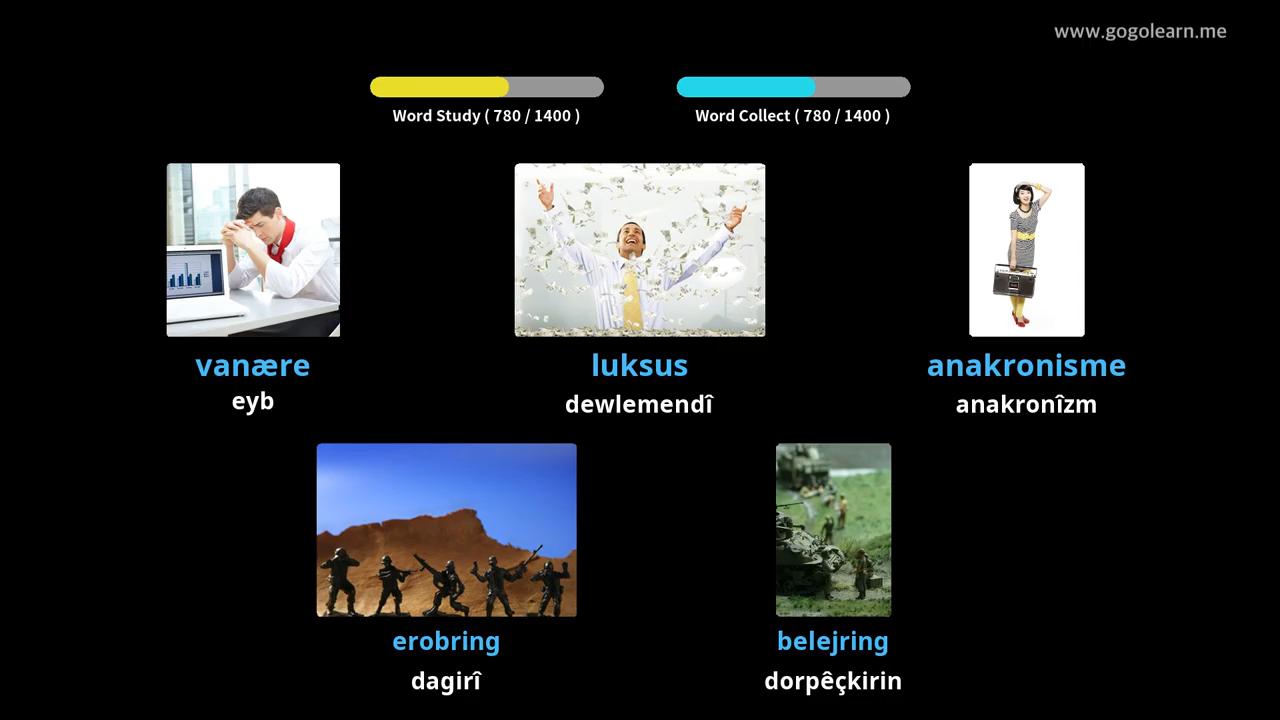 www.gogolearn.me
Word Study ( 780 / 1400 )
Word Collect ( 780 / 1400 )
vanære
luksus
anakronisme
eyb
dewlemendî
anakronîzm
erobring
belejring
dagirî
dorpêçkirin